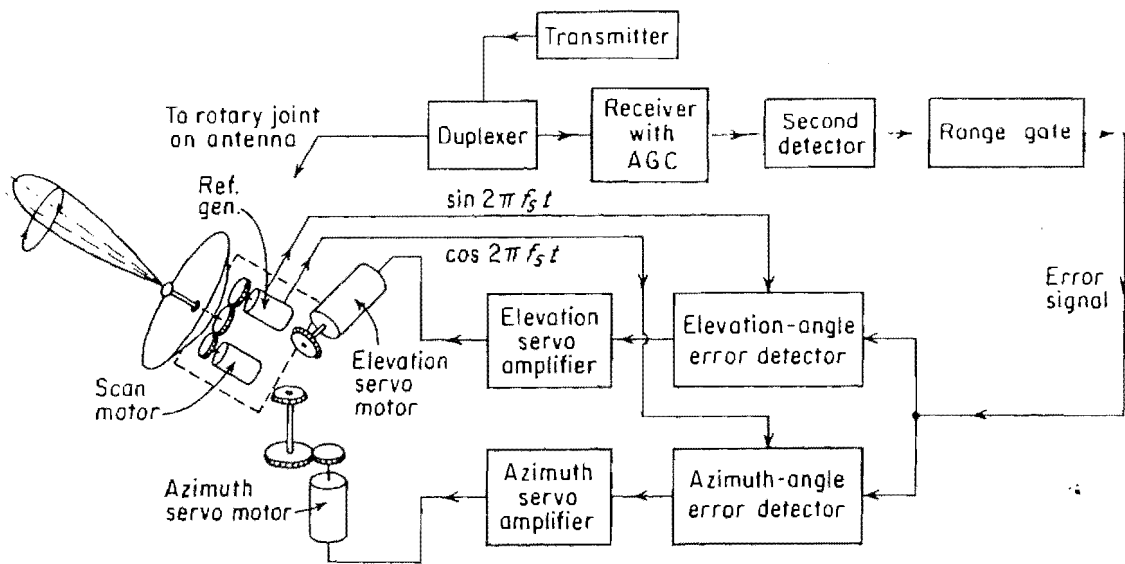 Transmitter
To rotary joint
on antenna
Duplexer
Receiver
with
AGC
Second
detector
Range gate
Ref.
gen.
sin 2π fₛ t
cos 2π fₛ t
Error
signal
Elevation
servo
amplifier
Elevation-angle
error detector
Elevation
servo
motor
Scan
motor
Azimuth
servo motor
Azimuth
servo
amplifier
Azimuth-angle
error detector